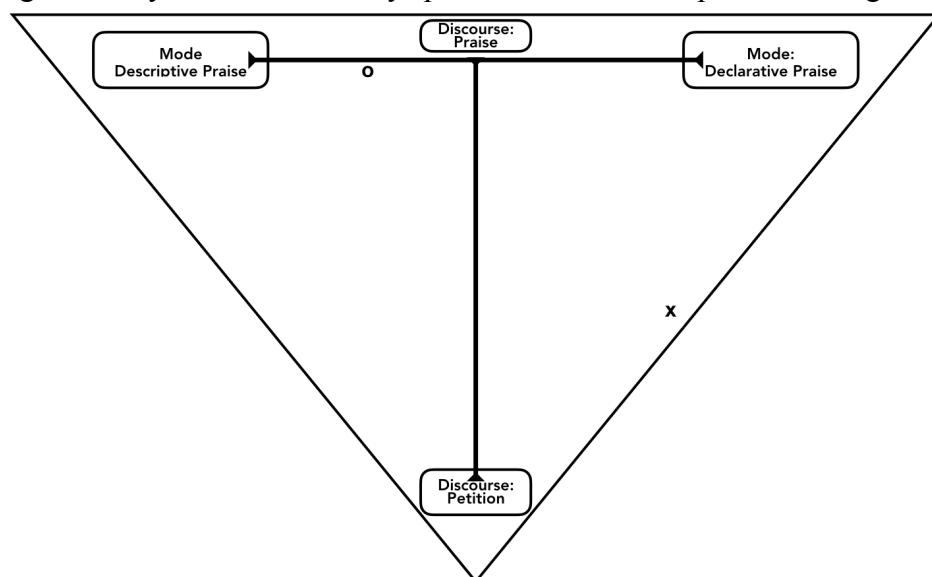 Discourse:
Praise
Mode
Descriptive Praise
Mode:
Declarative Praise
o
x
Discourse:
Petition